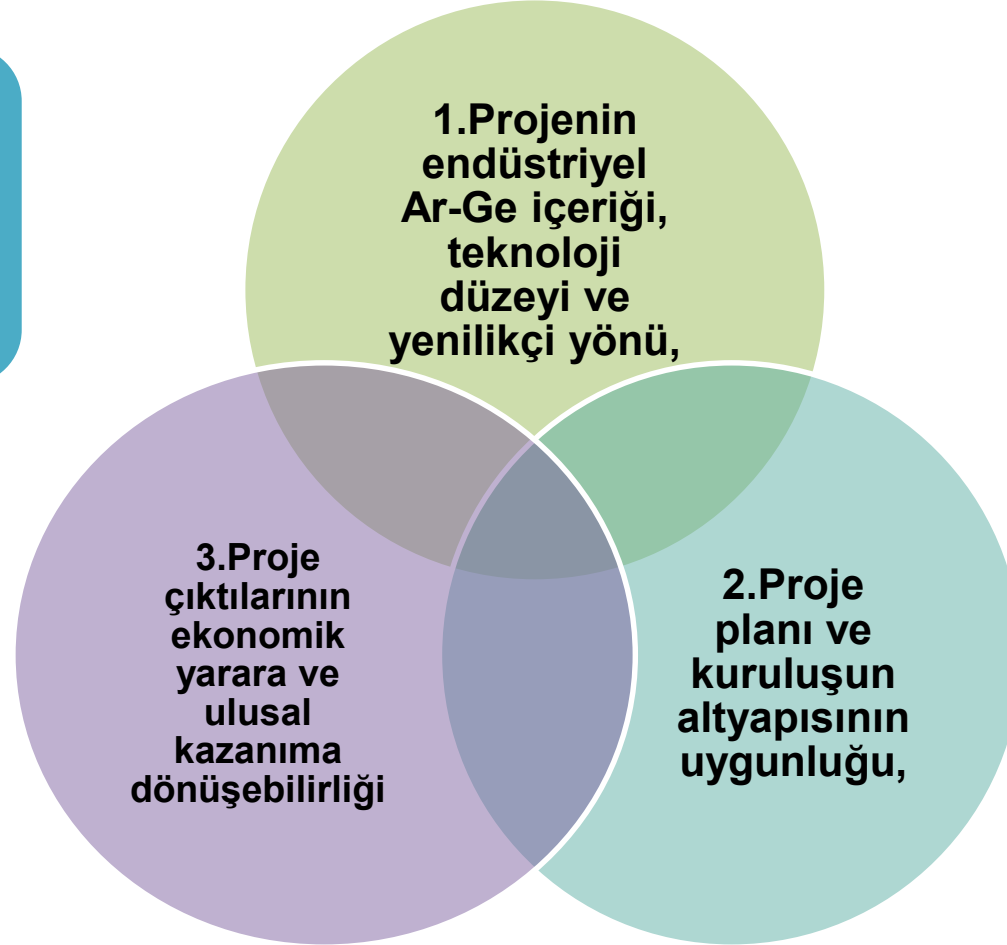 1.Projenin
endüstriyel
Ar-Ge içeriği,
teknoloji
düzeyi ve
yenilikçi yönü,
2.Proje
planı ve
kuruluşun
altyapısının
uygunluğu,
3.Proje
çıktılarının
ekonomik
yarara ve
ulusal
kazanıma
dönüşebilirliği